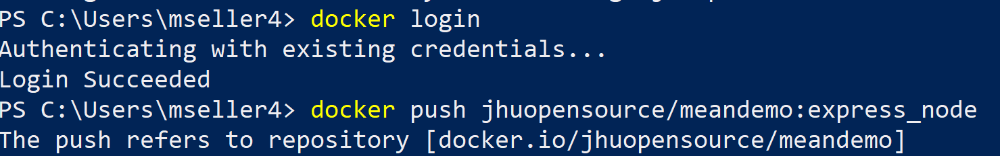 PS C:\Users\mseller4> docker login
Authenticating with existing credentials...
Login Succeeded
PS C:\Users\mseller4> docker push jhuopensource/meandemo:express_node
The push refers to repository [docker.io/jhuopensource/meandemo]